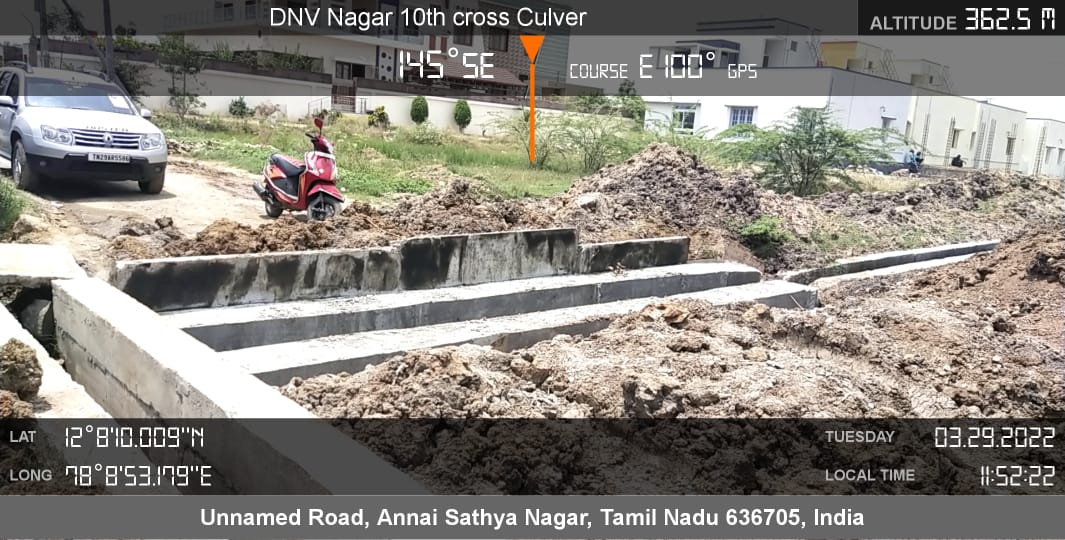 DNV Nagar 10th cross Culver
ALTITUDE 362.5 M
145°SE
COURSE E 100° GPS
TN29AR5586
LAT 12°8'10.009"N
TUESDAY 03.29.2022
LONG 78°8'53.179"E
LOCAL TIME 11:52:22
Unnamed Road, Annai Sathya Nagar, Tamil Nadu 636705, India